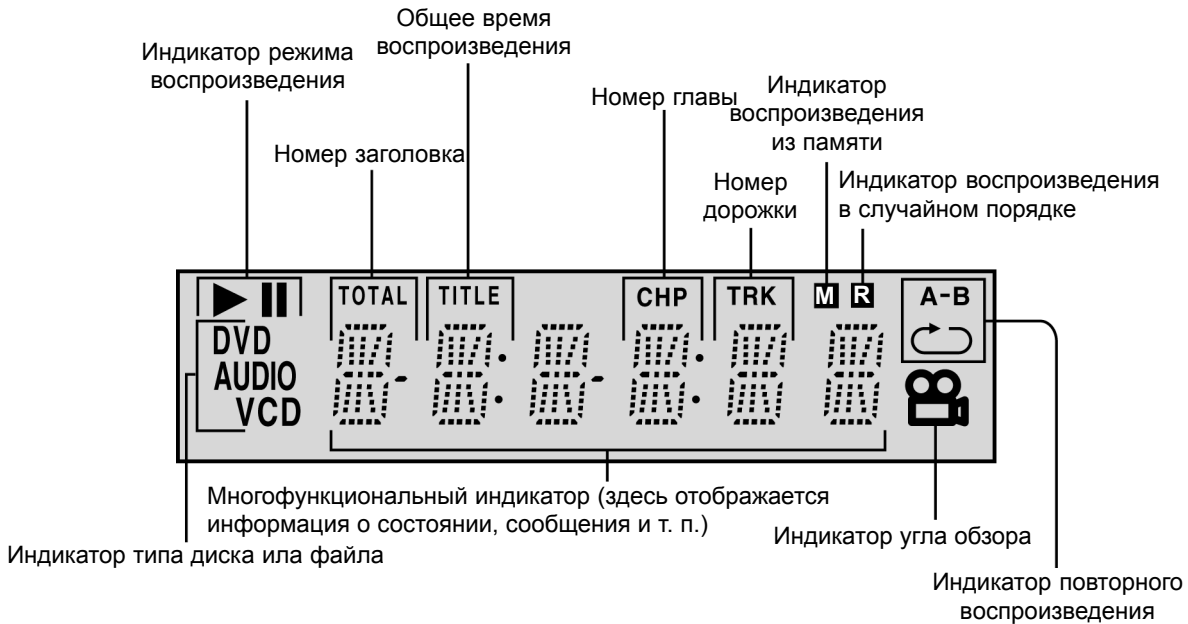 Общее время
воспроизведения
Индикатор режима
воспроизведения
Номер главы
Индикатор
воспроизведения
из памяти
Номер заголовка
Номер
дорожки
Индикатор воспроизведения
в случайном порядке
TOTAL TITLE CHP TRK M R A-B
DVD
AUDIO
VCD
Многофункциональный индикатор (здесь отображается
информация о состоянии, сообщения и т. п.)
Индикатор угла обзора
Индикатор типа диска ила файла
Индикатор повторного
воспроизведения